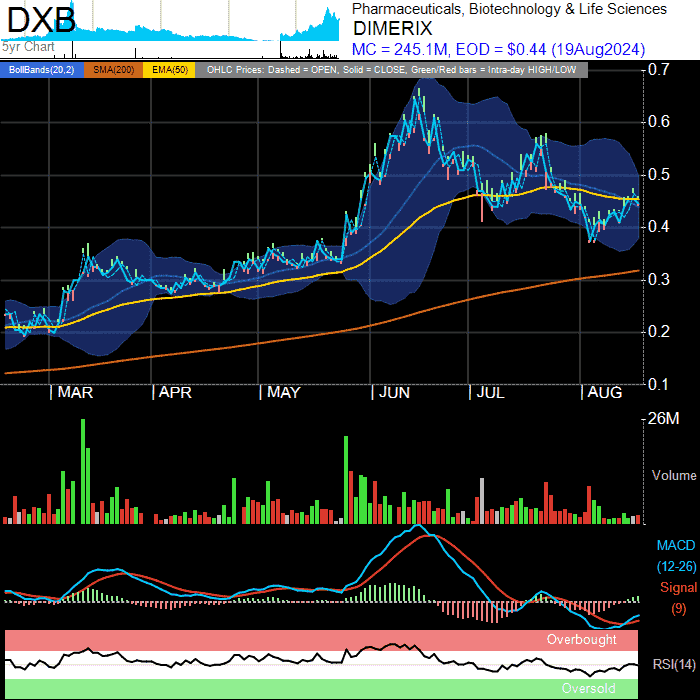 DXB
5yr Chart
Pharmaceuticals, Biotechnology & Life Sciences
DIMERIX
MC = 245.1M, EOD = $0.44 (19Aug2024)
BollBands(20,2) SMA(200) EMA(50) OHLC Prices: Dashed = OPEN, Solid = CLOSE, Green/Red bars = Intra-day HIGH/LOW
0.7
0.6
0.5
0.4
0.3
0.2
0.1
MAR APR MAY JUN JUL AUG
26M
Volume
MACD
(12-26)
Signal
(9)
Overbought
RSI(14)
Oversold